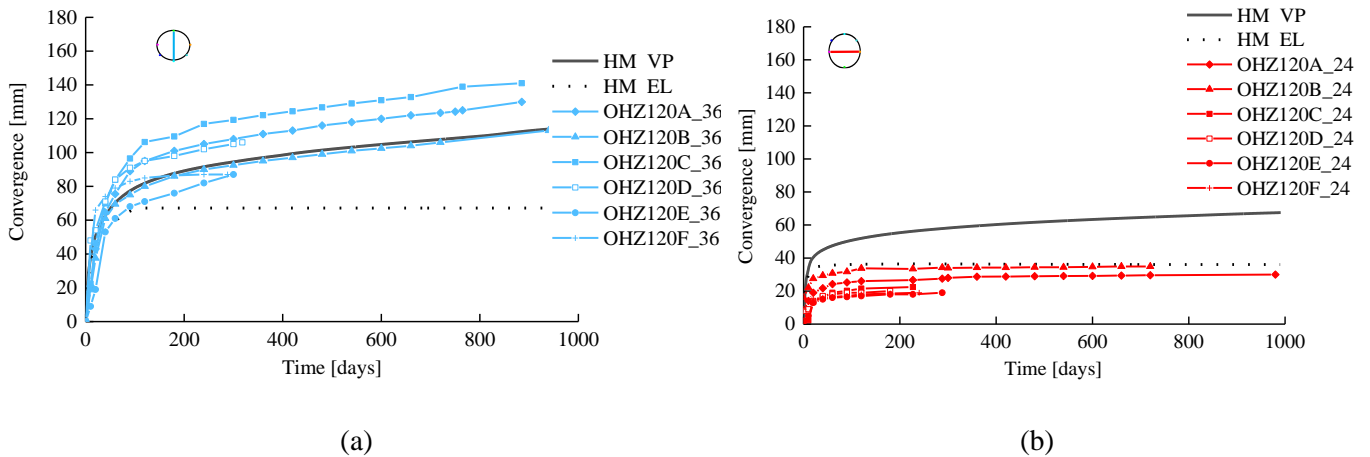 180
160
140
120
100
80
60
40
20
0
Convergence [mm]
0
200
400
600
800
1000
Time [days]
HM VP
HM EL
OHZ120A_36
OHZ120B_36
OHZ120C_36
OHZ120D_36
OHZ120E_36
OHZ120F_36
(a)
180
160
140
120
100
80
60
40
20
0
Convergence [mm]
0
200
400
600
800
1000
Time [days]
HM VP
HM EL
OHZ120A_24
OHZ120B_24
OHZ120C_24
OHZ120D_24
OHZ120E_24
OHZ120F_24
(b)